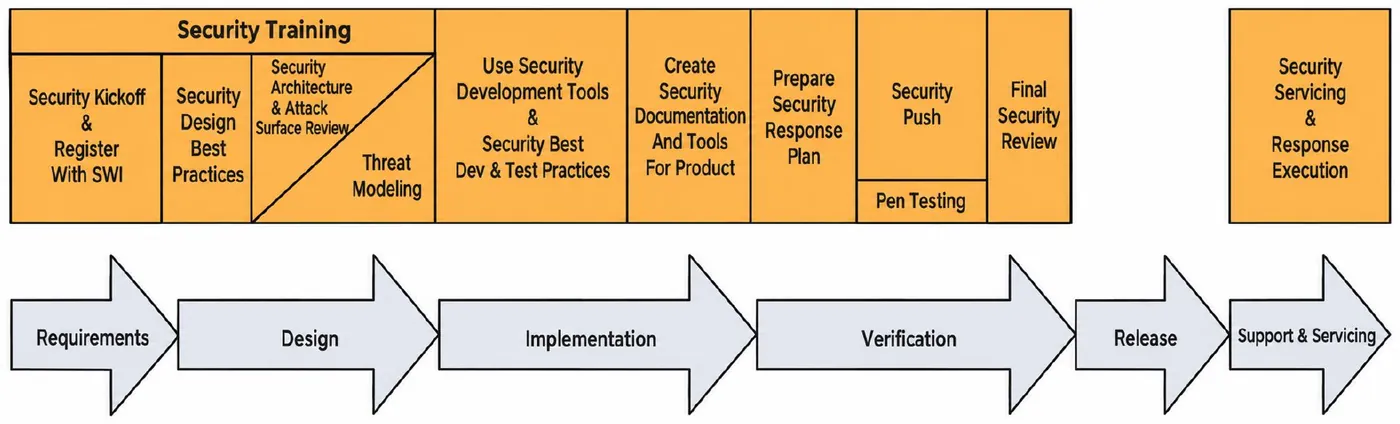 Security Training
Security Kickoff
&
Register
With SWI
Security
Design
Best
Practices
Security
Architecture
& Attack
Surface Review
Threat
Modeling
Use Security
Development Tools
&
Security Best
Dev & Test Practices
Create
Security
Documentation
And Tools
For Product
Prepare
Security
Response
Plan
Security
Push
Pen Testing
Final
Security
Review
Security
Servicing
&
Response
Execution
Requirements
Design
Implementation
Verification
Release
Support & Servicing